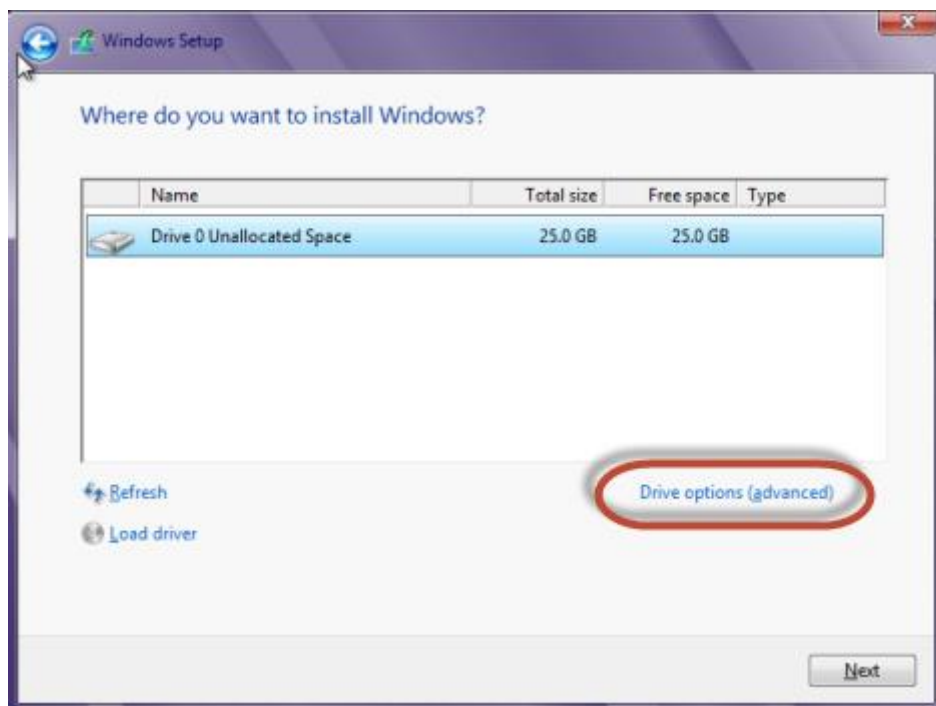 Windows Setup
Where do you want to install Windows?
Name Total size Free space Type
Drive 0 Unallocated Space 25.0 GB 25.0 GB
Refresh Drive options (advanced)
Load driver
Next